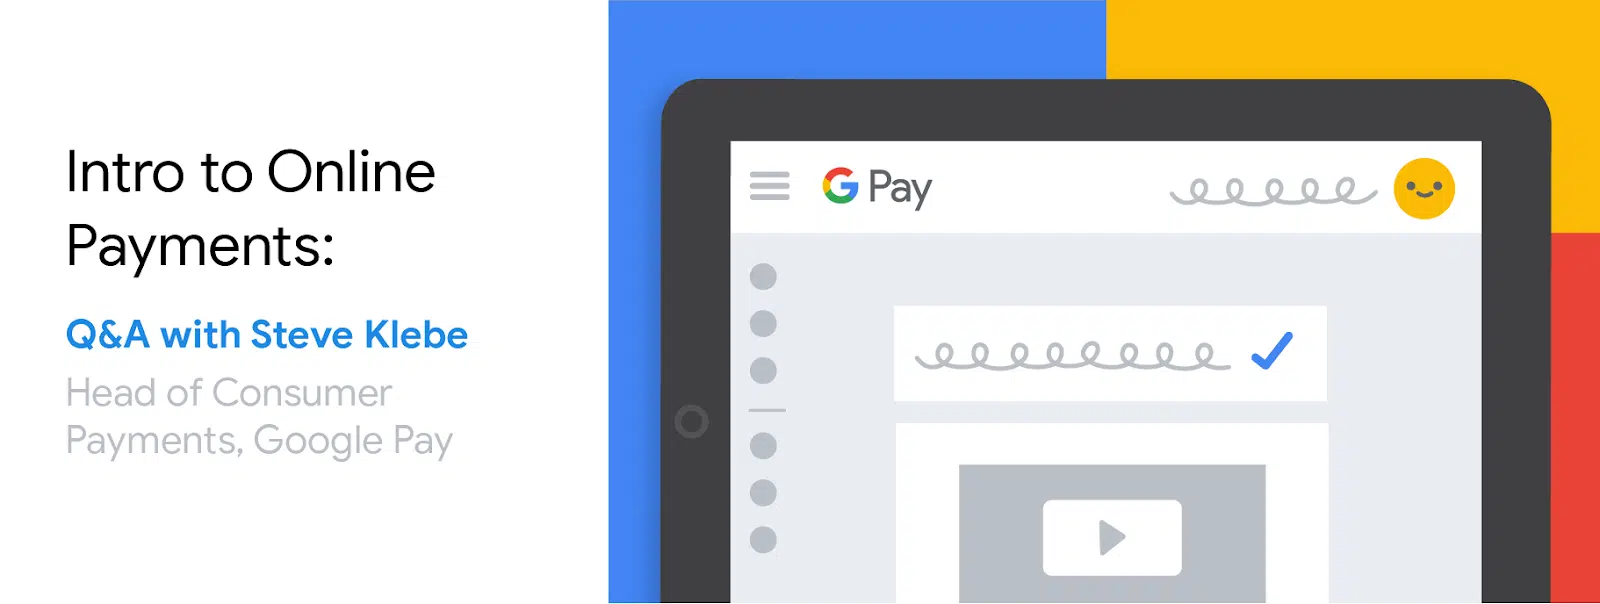 Intro to Online
Payments:
Q&A with Steve Klebe
Head of Consumer
Payments, Google Pay
G Pay